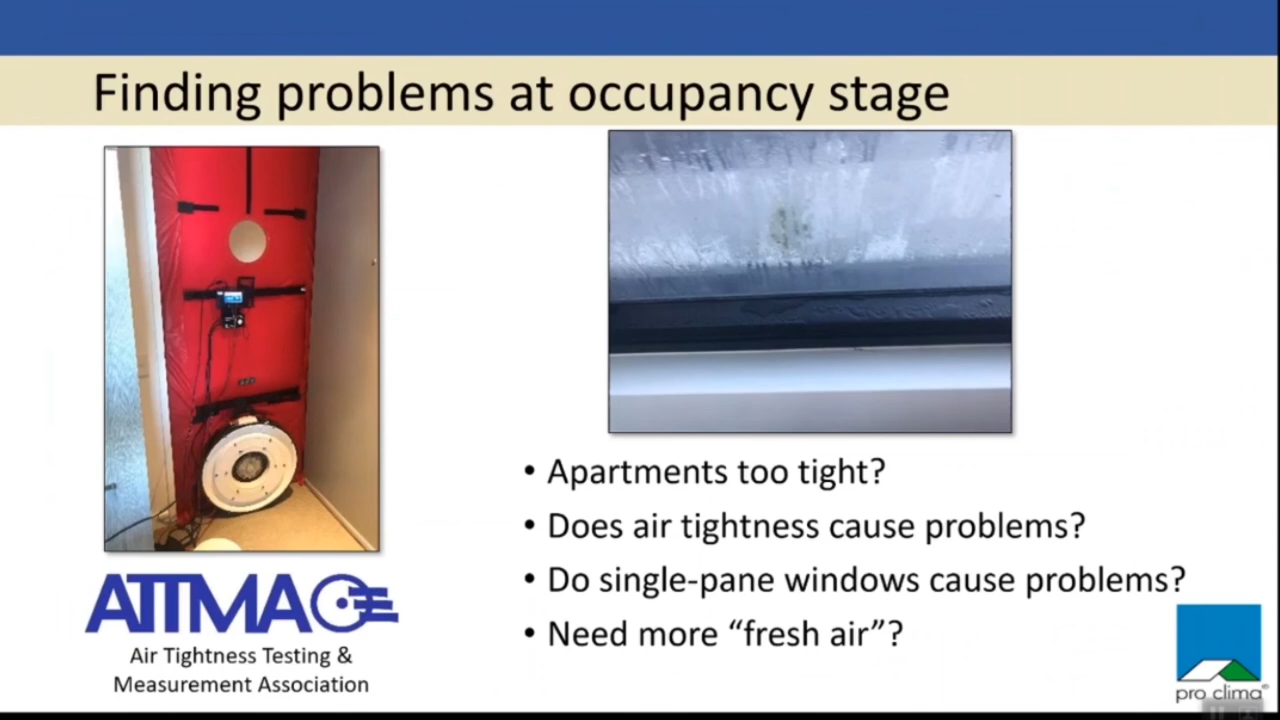 Finding problems at occupancy stage
• Apartments too tight?
• Does air tightness cause problems?
• Do single-pane windows cause problems?
• Need more “fresh air”?
ATTMA
Air Tightness Testing &
Measurement Association
pro clima®